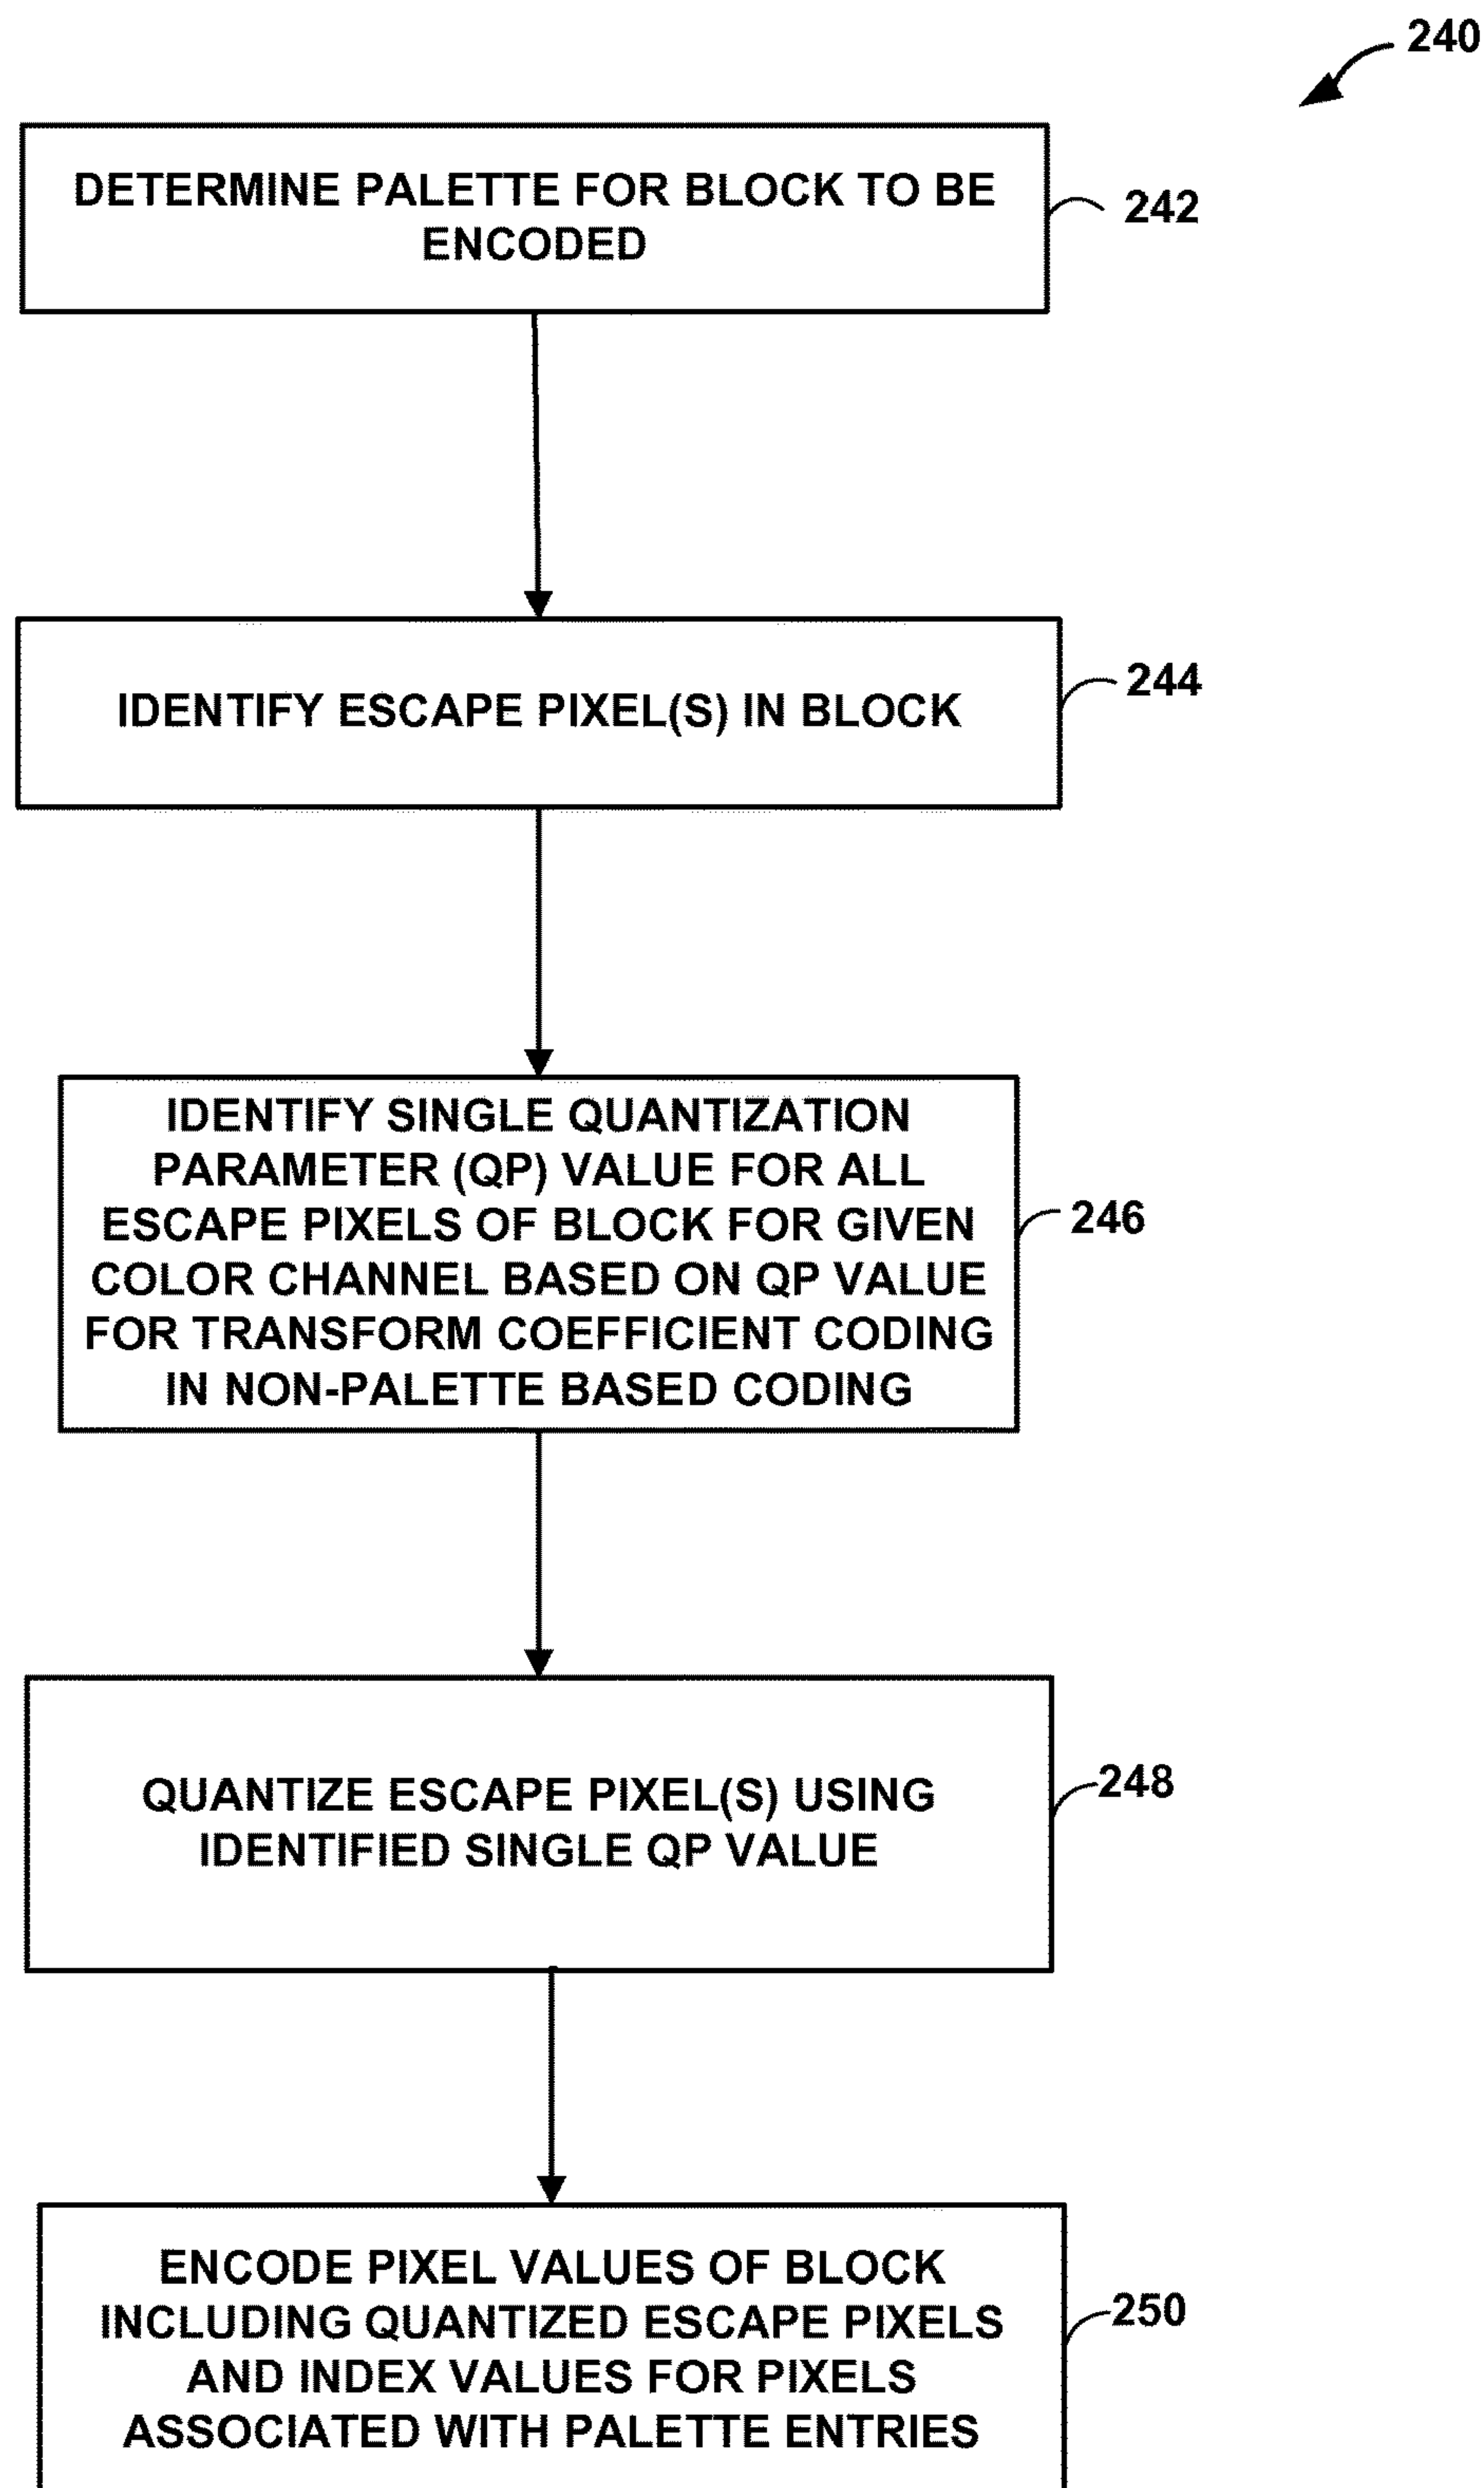 240
DETERMINE PALETTE FOR BLOCK TO BE
ENCODED
242
IDENTIFY ESCAPE PIXEL(S) IN BLOCK
244
IDENTIFY SINGLE QUANTIZATION
PARAMETER (QP) VALUE FOR ALL
ESCAPE PIXELS OF BLOCK FOR GIVEN
COLOR CHANNEL BASED ON QP VALUE
FOR TRANSFORM COEFFICIENT CODING
IN NON-PALETTE BASED CODING
246
QUANTIZE ESCAPE PIXEL(S) USING
IDENTIFIED SINGLE QP VALUE
248
ENCODE PIXEL VALUES OF BLOCK
INCLUDING QUANTIZED ESCAPE PIXELS
AND INDEX VALUES FOR PIXELS
ASSOCIATED WITH PALETTE ENTRIES
250